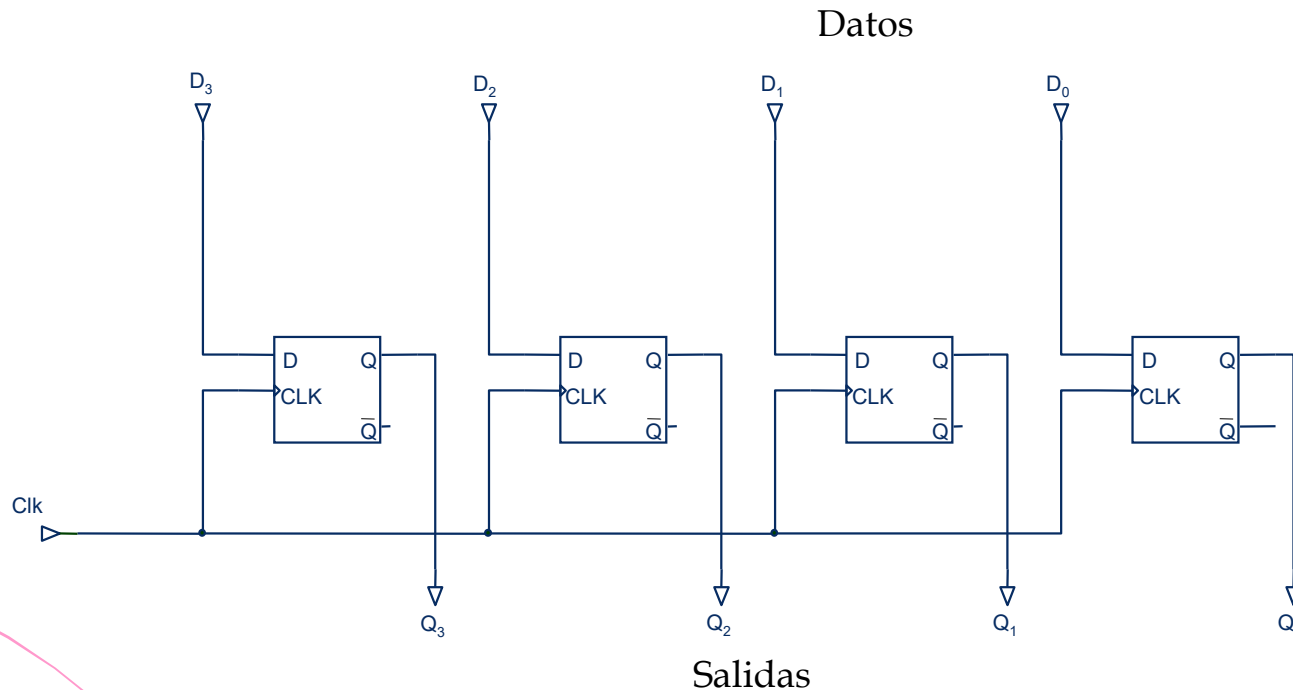 Datos
D₃ D₂ D₁ D₀
D Q D Q D Q D Q
CLK CLK CLK CLK
Q̅ Q̅ Q̅ Q̅
Clk
Q₃ Q₂ Q₁ Q
Salidas